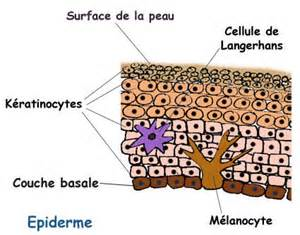 Surface de la peau
Cellule de
Langerhans
Kératinocytes
Couche basale
Mélanocyte
Epiderme